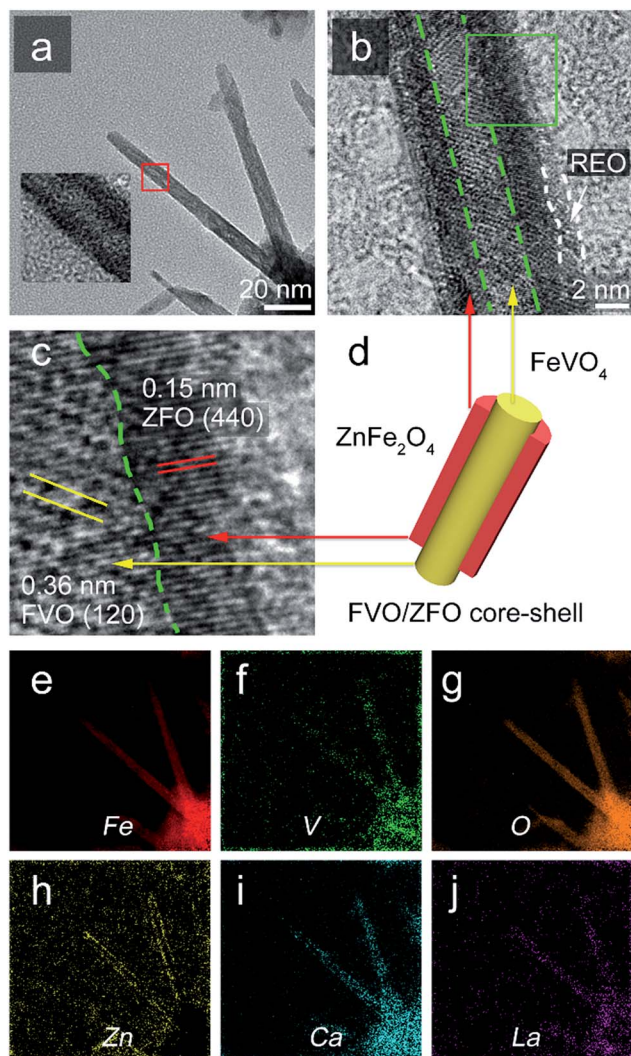 a
20 nm
b
REO
2 nm
c
0.15 nm
ZFO (440)
0.36 nm
FVO (120)
d
FeVO₄
ZnFe₂O₄
FVO/ZFO core-shell
e
Fe
f
V
g
O
h
Zn
i
Ca
j
La